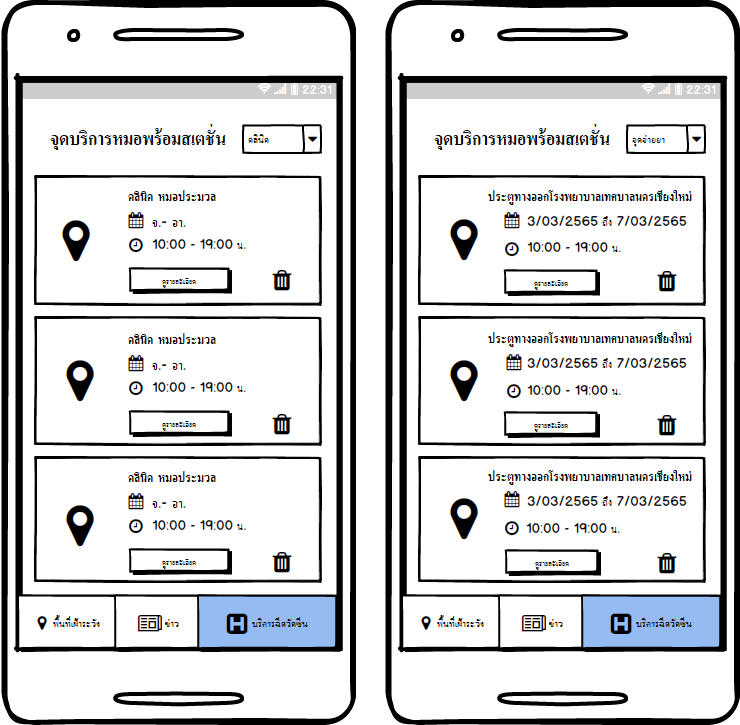 22:31
จุดบริการหมอพร้อมสเตชั่น
คลินิค
คลินิค หมอประมวล
จ.- อา.
10:00 - 19:00 น.
ดูรายละเอียด
คลินิค หมอประมวล
จ.- อา.
10:00 - 19:00 น.
ดูรายละเอียด
คลินิค หมอประมวล
จ.- อา.
10:00 - 19:00 น.
ดูรายละเอียด
พื้นที่เฝ้าระวัง
ข่าว
H บริการฉีดวัคซีน
22:31
จุดบริการหมอพร้อมสเตชั่น
จุดจ่ายยา
ประตูทางออกโรงพยาบาลเทศบาลนครเชียงใหม่
3/03/2565 ถึง 7/03/2565
10:00 - 19:00 น.
ดูรายละเอียด
ประตูทางออกโรงพยาบาลเทศบาลนครเชียงใหม่
3/03/2565 ถึง 7/03/2565
10:00 - 19:00 น.
ดูรายละเอียด
ประตูทางออกโรงพยาบาลเทศบาลนครเชียงใหม่
3/03/2565 ถึง 7/03/2565
10:00 - 19:00 น.
ดูรายละเอียด
พื้นที่เฝ้าระวัง
ข่าว
H บริการฉีดวัคซีน